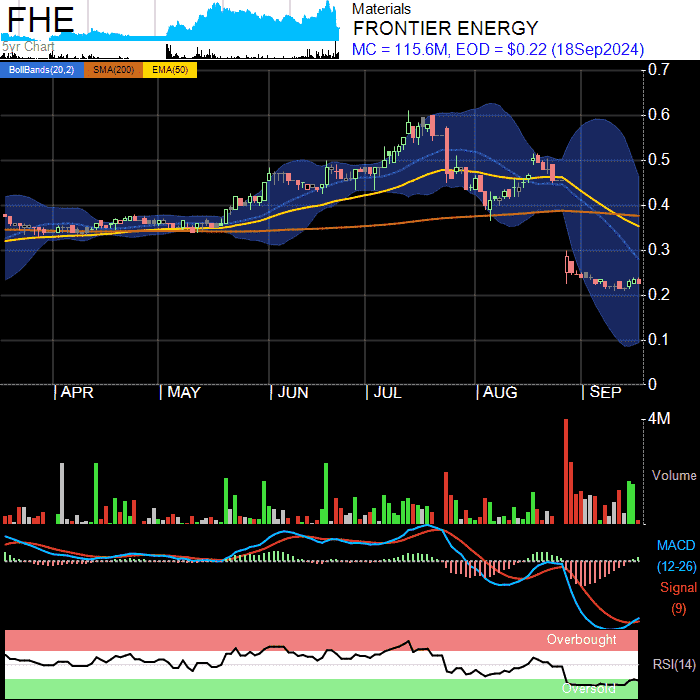 FHE
5yr Chart
Materials
FRONTIER ENERGY
MC = 115.6M, EOD = $0.22 (18Sep2024)
BollBands(20,2) SMA(200) EMA(50)
0.7
0.6
0.5
0.4
0.3
0.2
0.1
0
APR MAY JUN JUL AUG SEP
4M
Volume
MACD
(12-26)
Signal
(9)
Overbought
RSI(14)
Oversold